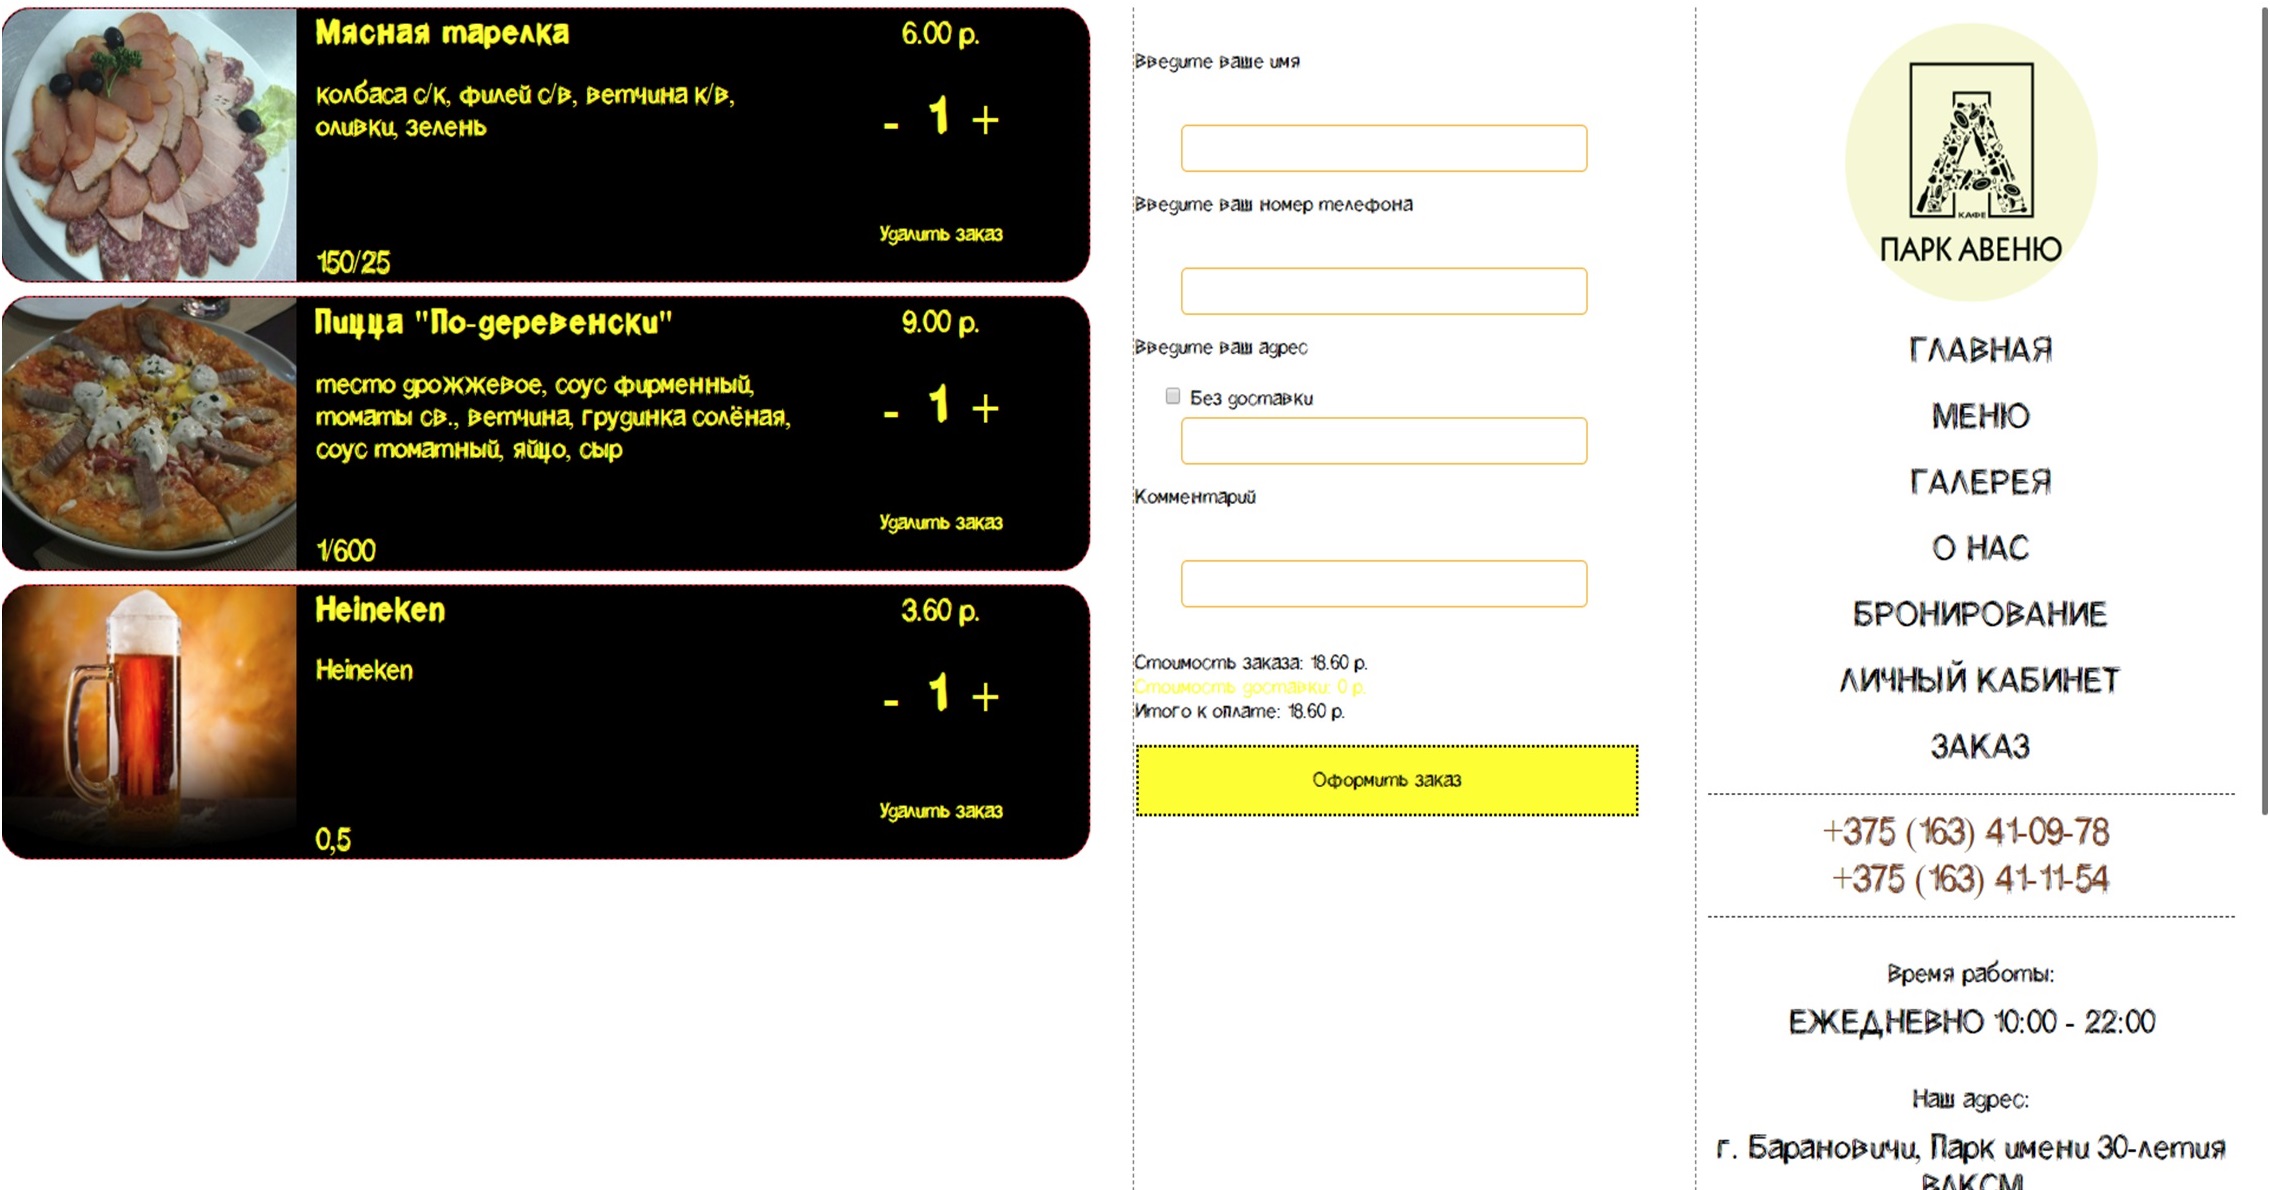 Мясная тарелка
6.00 р.
колбаса с/к, филей с/в, ветчина к/в,
оливки, зелень
- 1 +
Удалить заказ
150/25
Пицца "По-деревенски"
9.00 р.
тесто дрожжевое, соус фирменный,
томаты св., ветчина, грудинка солёная,
соус томатный, яйцо, сыр
- 1 +
Удалить заказ
1/600
Heineken
3.60 р.
Heineken
- 1 +
Удалить заказ
0,5
Введите ваше имя
Введите ваш номер телефона
Введите ваш адрес
Без доставки
Комментарий
Стоимость заказа: 18.60 р.
Стоимость доставки: 0 р.
Итого к оплате: 18.60 р.
Оформить заказ
КАФЕ
ПАРК АВЕНЮ
ГЛАВНАЯ
МЕНЮ
ГАЛЕРЕЯ
О НАС
БРОНИРОВАНИЕ
ЛИЧНЫЙ КАБИНЕТ
ЗАКАЗ
+375 (163) 41-09-78
+375 (163) 41-11-54
Время работы:
ЕЖЕДНЕВНО 10:00 - 22:00
Наш адрес:
г. Барановичи, Парк имени 30-летия
ВЛКСМ